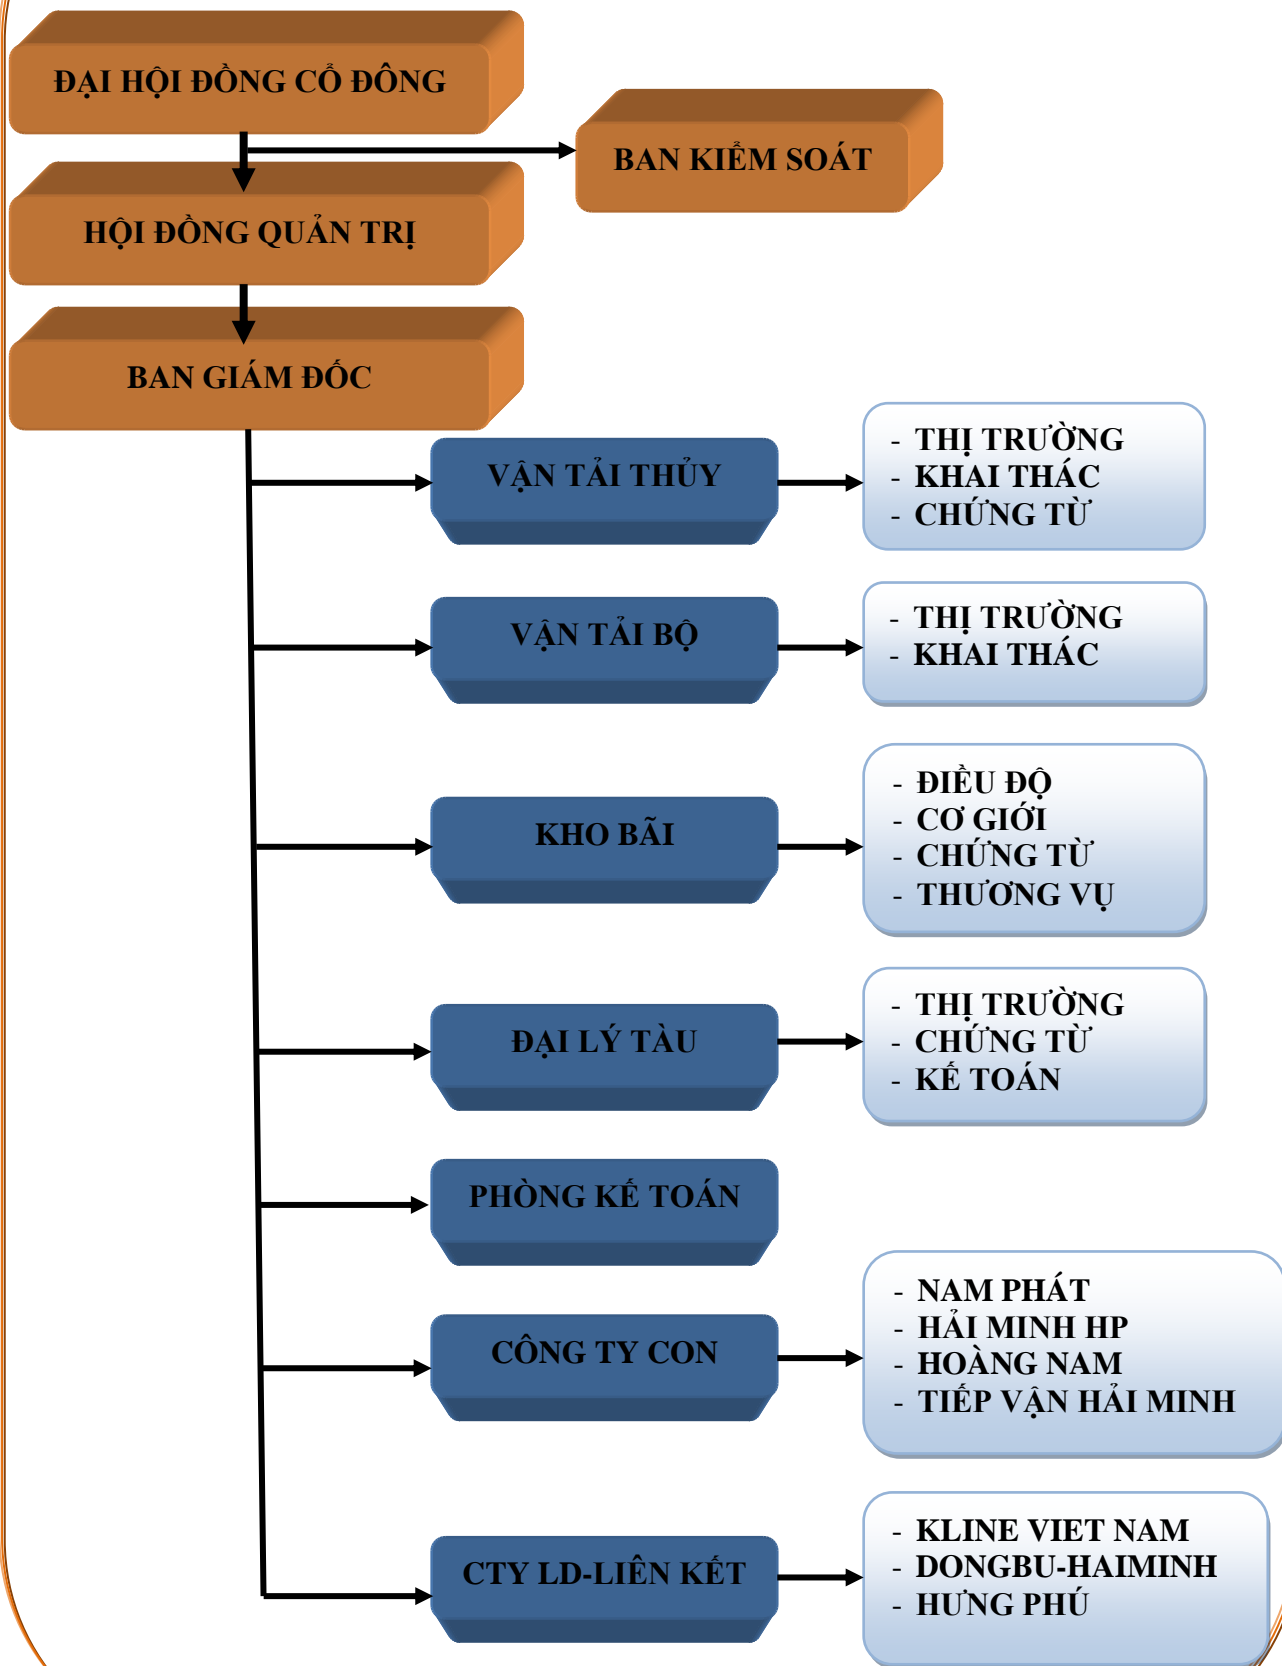 ĐẠI HỘI ĐỒNG CỔ ĐÔNG
BAN KIỂM SOÁT
HỘI ĐỒNG QUẢN TRỊ
BAN GIÁM ĐỐC
VẬN TẢI THỦY
- THỊ TRƯỜNG
- KHAI THÁC
- CHỨNG TỪ
VẬN TẢI BỘ
- THỊ TRƯỜNG
- KHAI THÁC
KHO BÃI
- ĐIỀU ĐỘ
- CƠ GIỚI
- CHỨNG TỪ
- THƯƠNG VỤ
ĐẠI LÝ TÀU
- THỊ TRƯỜNG
- CHỨNG TỪ
- KẾ TOÁN
PHÒNG KẾ TOÁN
CÔNG TY CON
- NAM PHÁT
- HẢI MINH HP
- HOÀNG NAM
- TIẾP VẬN HẢI MINH
CTY LD-LIÊN KẾT
- KLINE VIET NAM
- DONGBU-HAIMINH
- HƯNG PHÚ